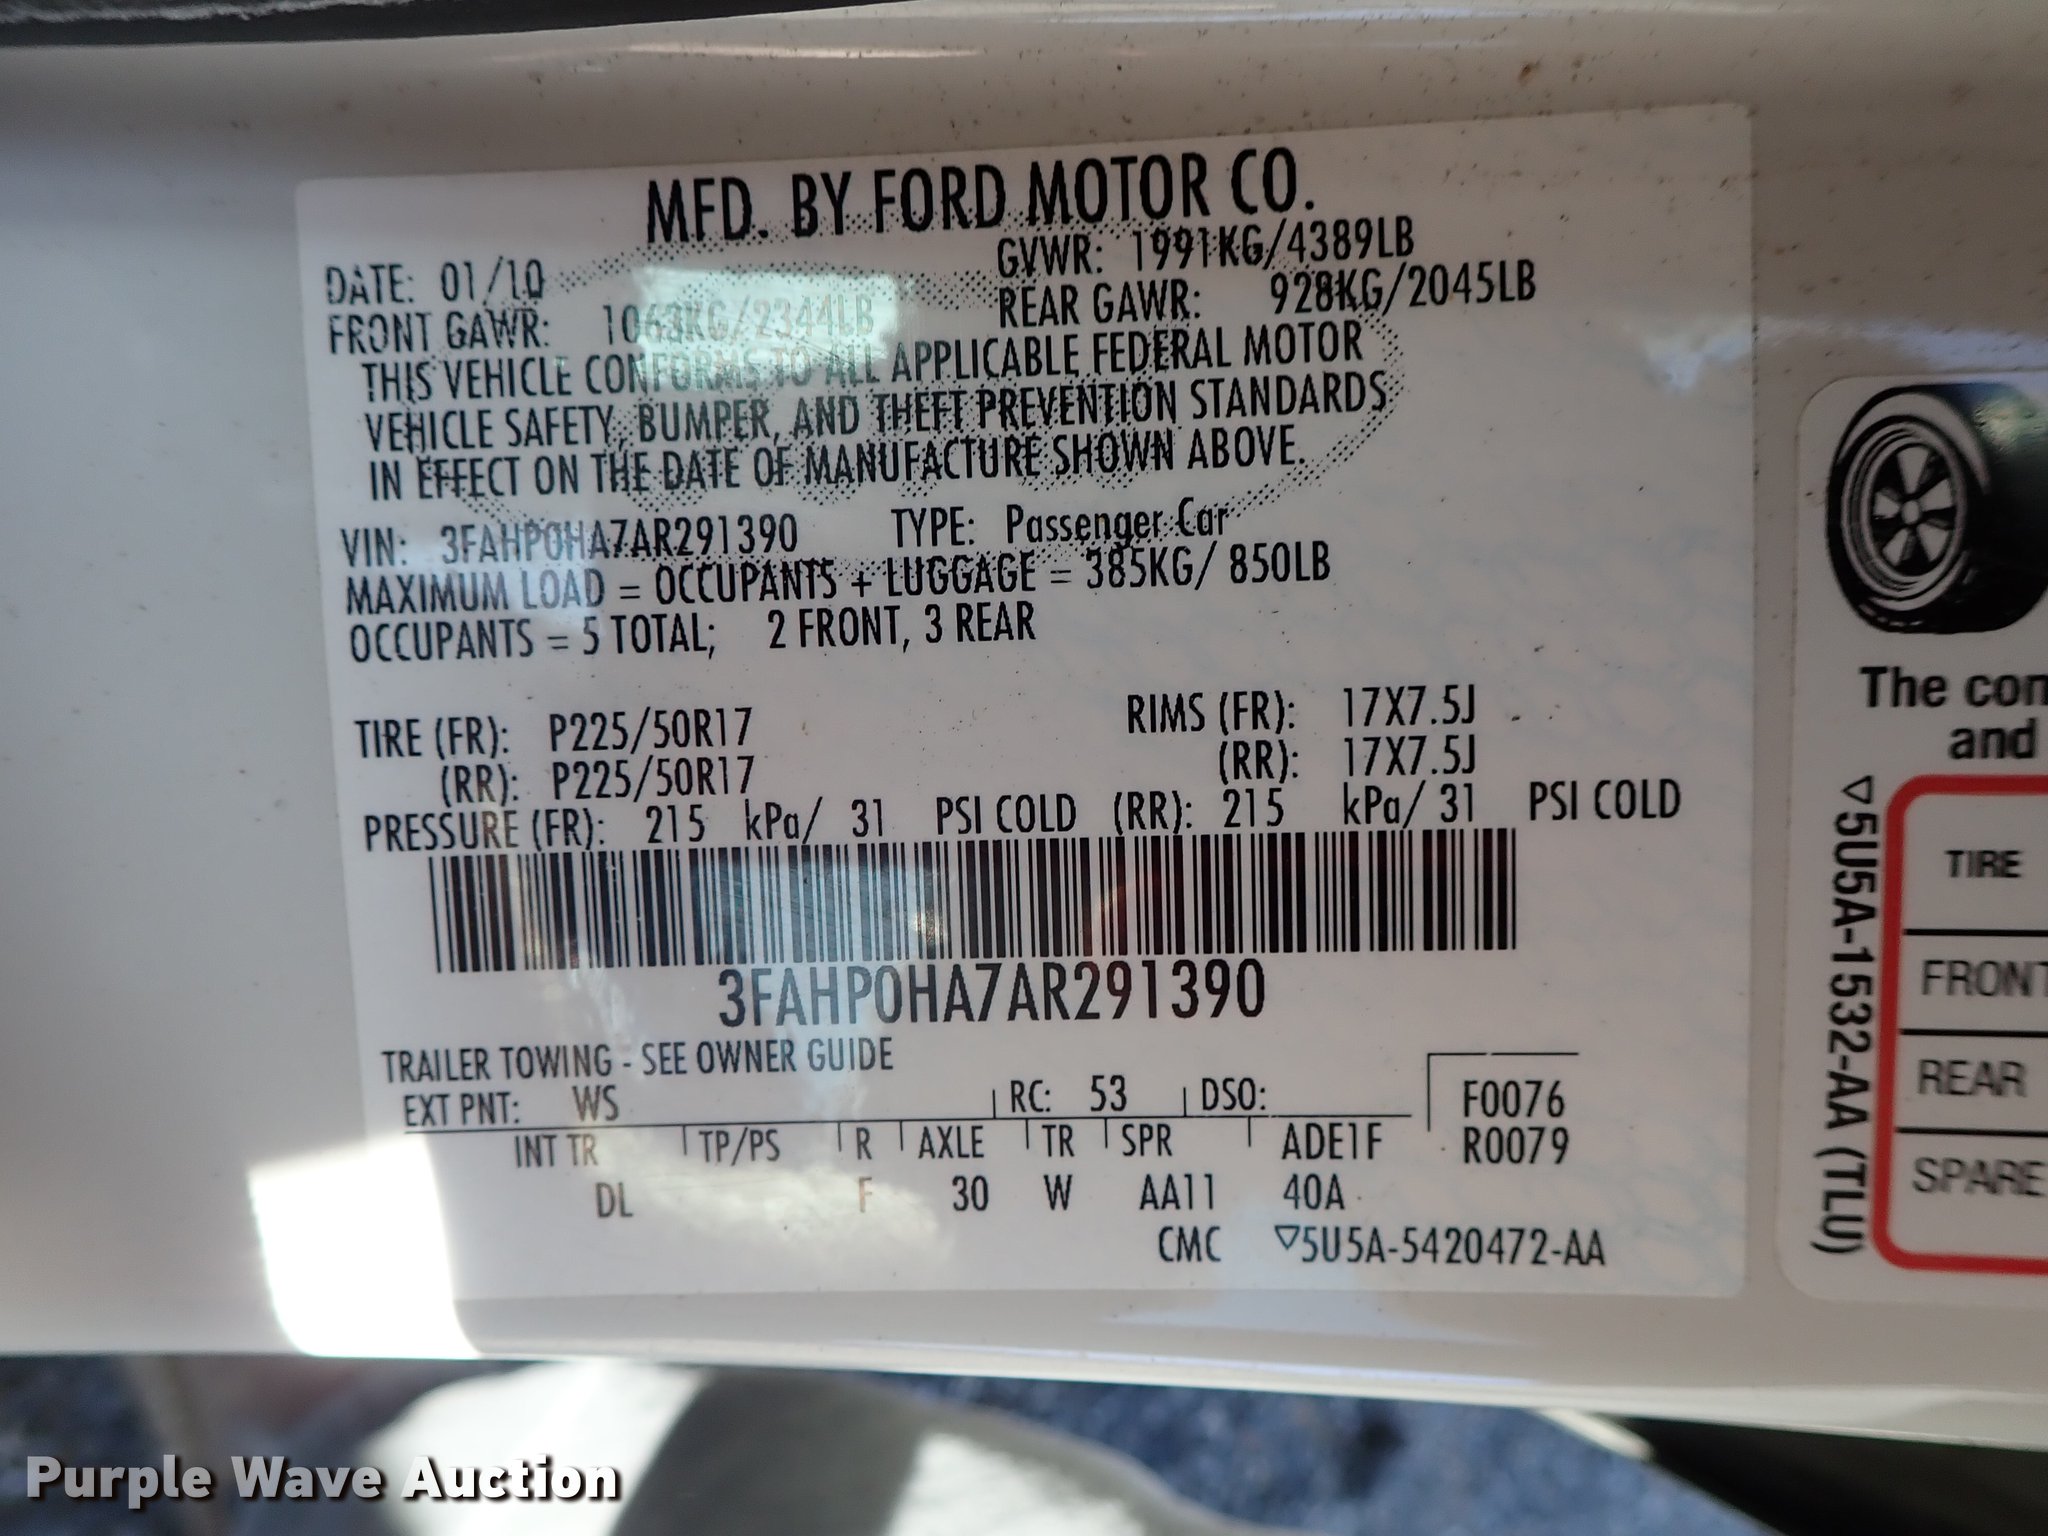 MFD. BY FORD MOTOR CO.
DATE: 01/10 GVWR: 1991KG/4389LB
FRONT GAWR: 1063KG/2344LB REAR GAWR: 928KG/2045LB
THIS VEHICLE CONFORMS TO ALL APPLICABLE FEDERAL MOTOR
VEHICLE SAFETY, BUMPER, AND THEFT PREVENTION STANDARDS
IN EFFECT ON THE DATE OF MANUFACTURE SHOWN ABOVE.
VIN: 3FAHP0HA7AR291390 TYPE: Passenger Car
MAXIMUM LOAD = OCCUPANTS + LUGGAGE = 385KG/ 850LB
OCCUPANTS = 5 TOTAL; 2 FRONT, 3 REAR
TIRE (FR): P225/50R17 RIMS (FR): 17X7.5J
(RR): P225/50R17 (RR): 17X7.5J
PRESSURE (FR): 215 kPa/ 31 PSI COLD (RR): 215 kPa/ 31 PSI COLD
3FAHP0HA7AR291390
TRAILER TOWING - SEE OWNER GUIDE
EXT PNT: WS RC: 53 DSO: F0076
INT TR TP/PS R AXLE TR SPR ADE1F R0079
DL F 30 W AA11 40A
CMC ▽5U5A-5420472-AA
The con
and
▽5U5A-1532-AA (TLU)
TIRE
FRONT
REAR
SPARE
Purple Wave Auction